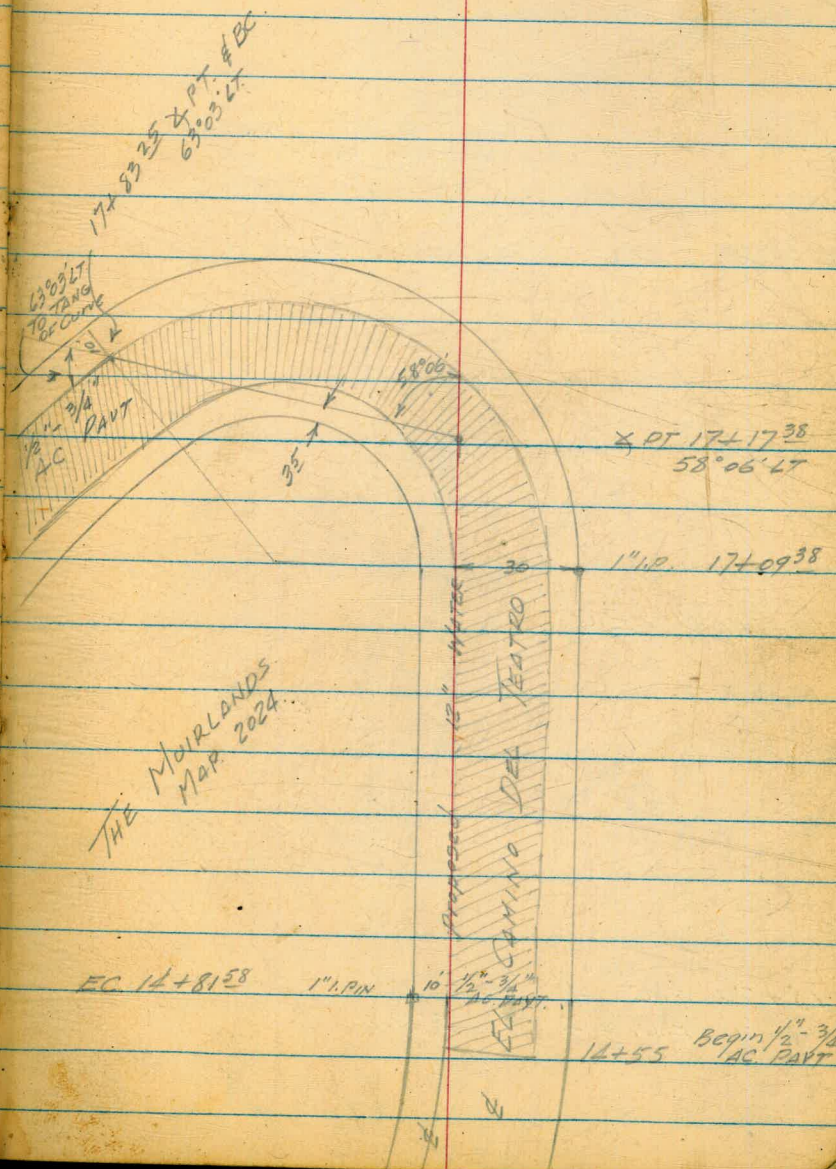 17+83 25 ∡ PT. & BC
63°03' LT.
63°03' LT
TO TANG
OF CURVE
10'
1/2"-3/4"
AC PAVT
58°06'
35
∡ PT 17+17 38
58°06' LT
30
1" I.P. 17+09 38
Proposed 12" WATER
EL CAMINO DEL TEATRO
THE MUIRLANDS
MAP 2024
EC 14+81 58
1" I. PIN
10'
1/2"-3/4"
AC PAVT.
14+55
Begin 1/2"-3/4
AC PAVT
℄
℄